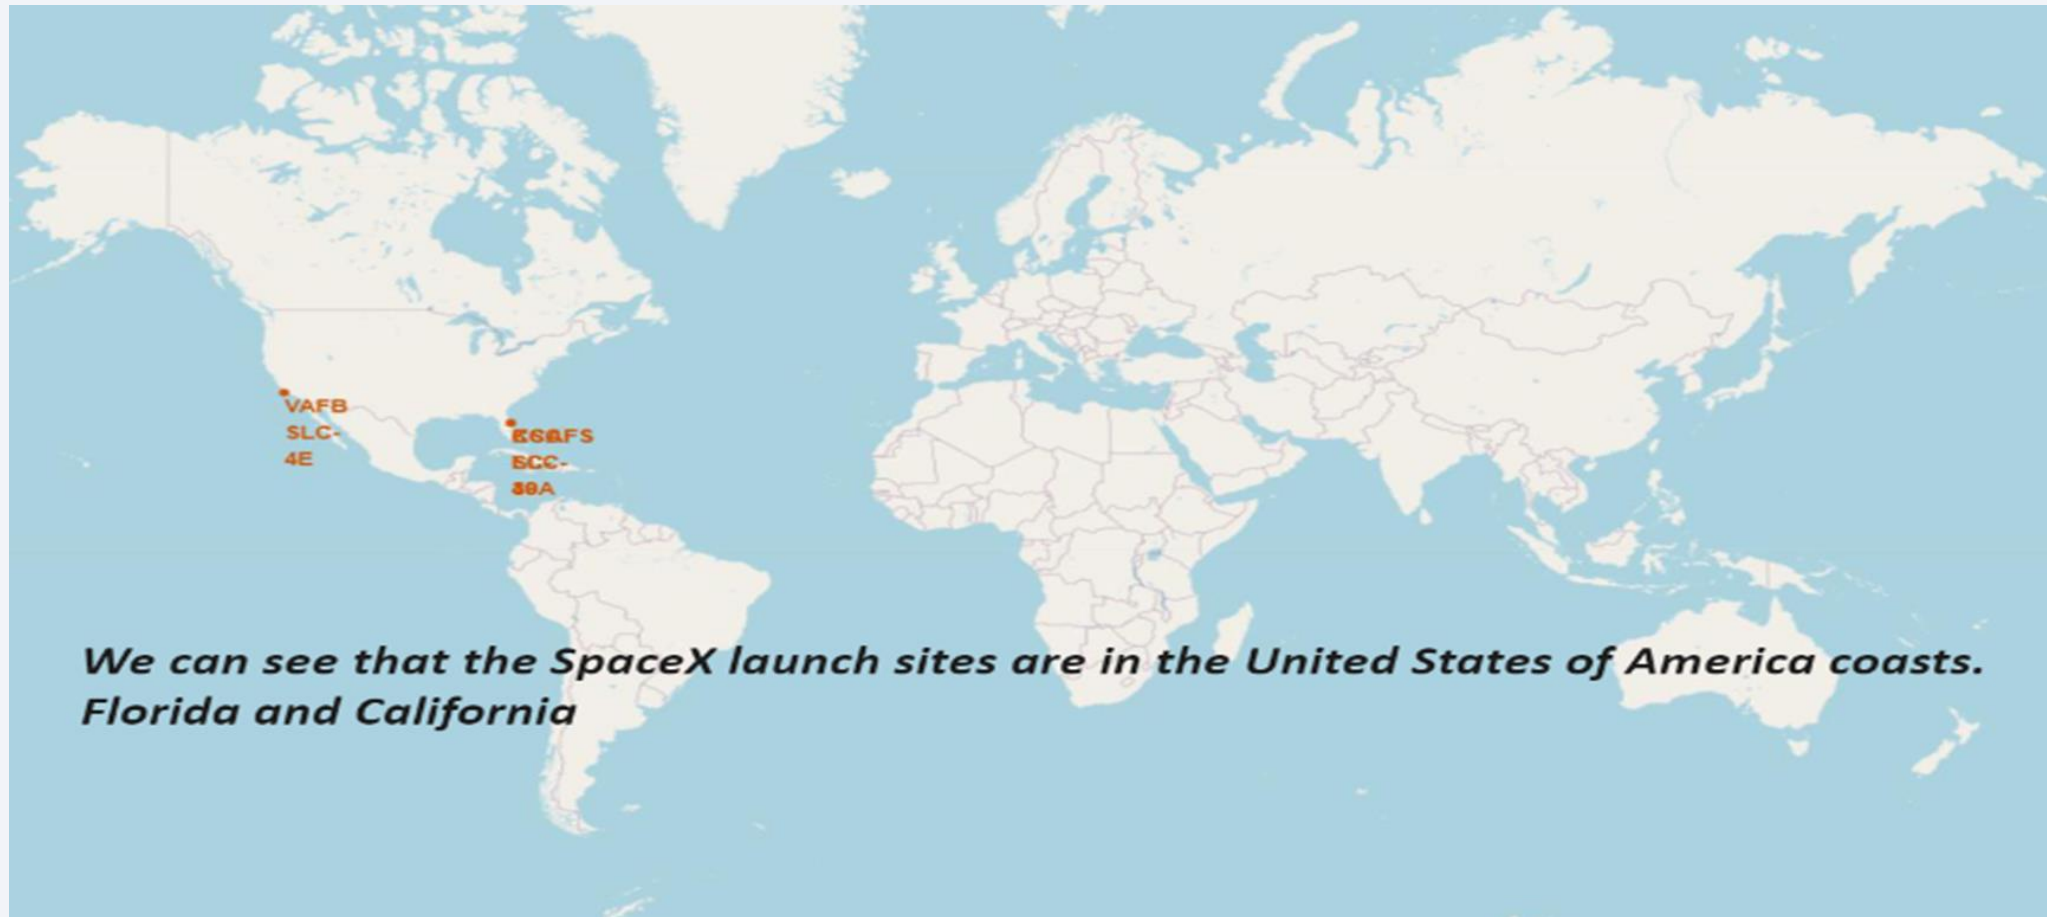 VAFB
SLC-
4E
We can see that the SpaceX launch sites are in the United States of America coasts.
Florida and California